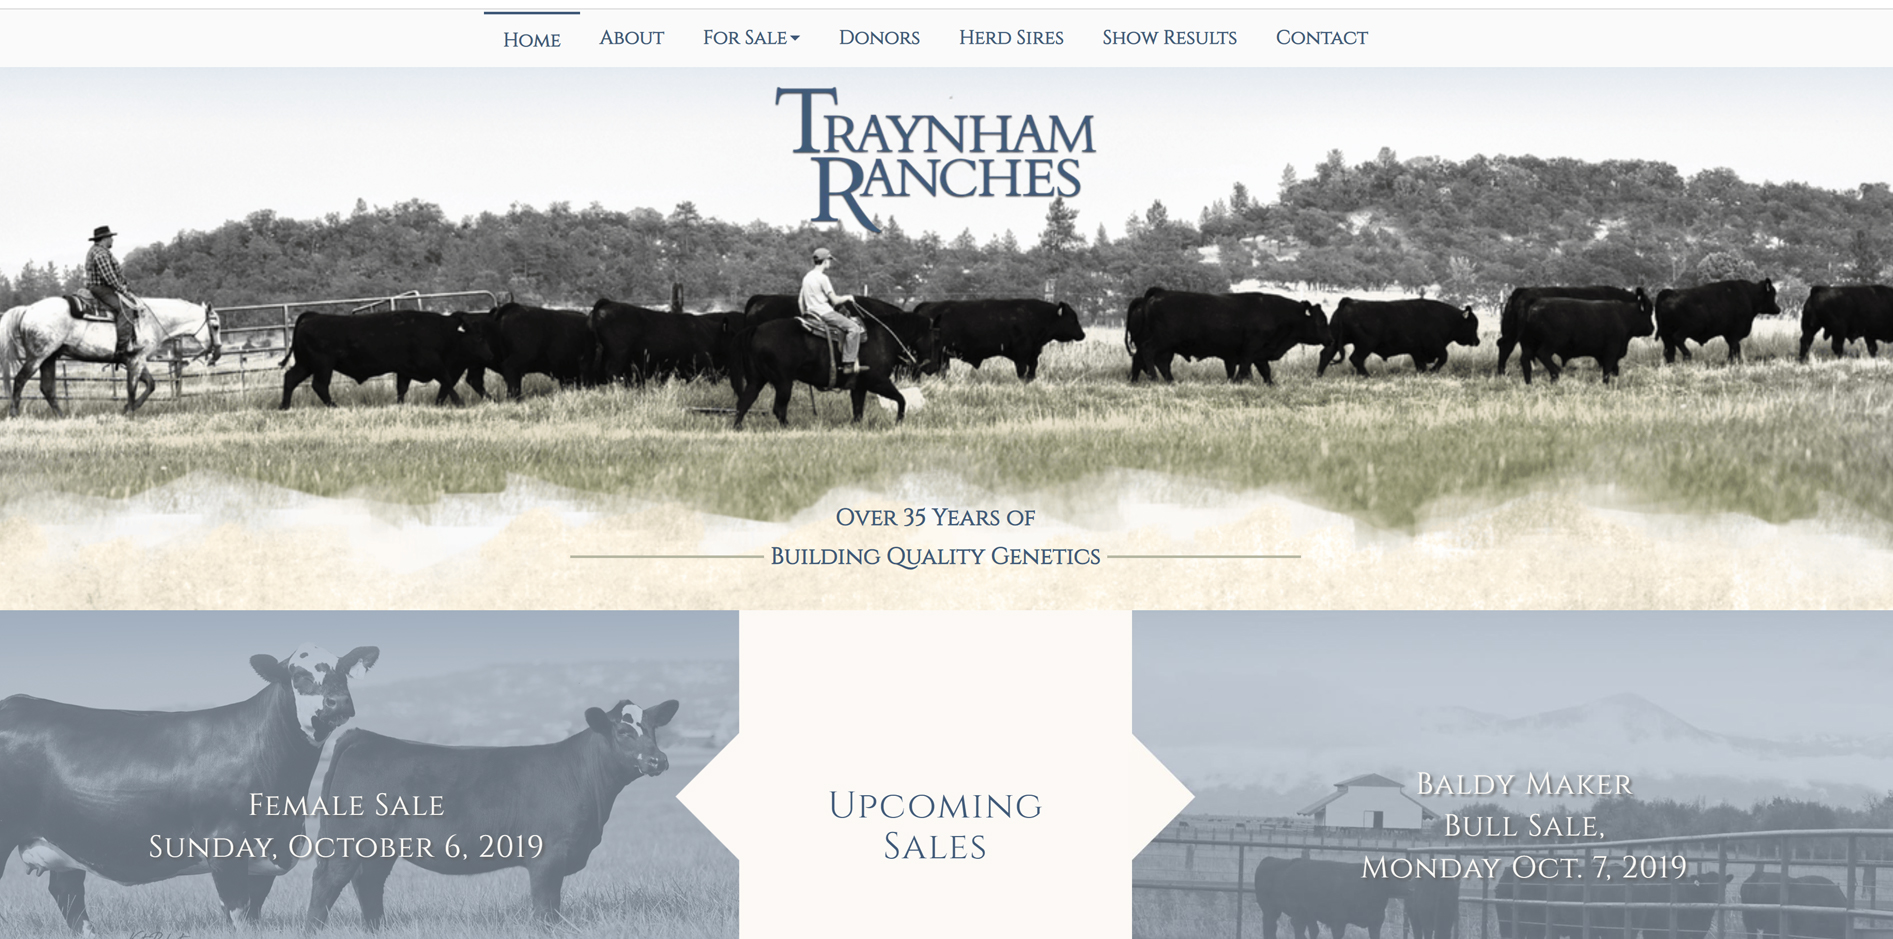 Home About For Sale Donors Herd Sires Show Results Contact
Traynham
Ranches
Over 35 Years of
Building Quality Genetics
Female Sale
Sunday, October 6, 2019
Upcoming
Sales
Baldy Maker
Bull Sale,
Monday Oct. 7, 2019